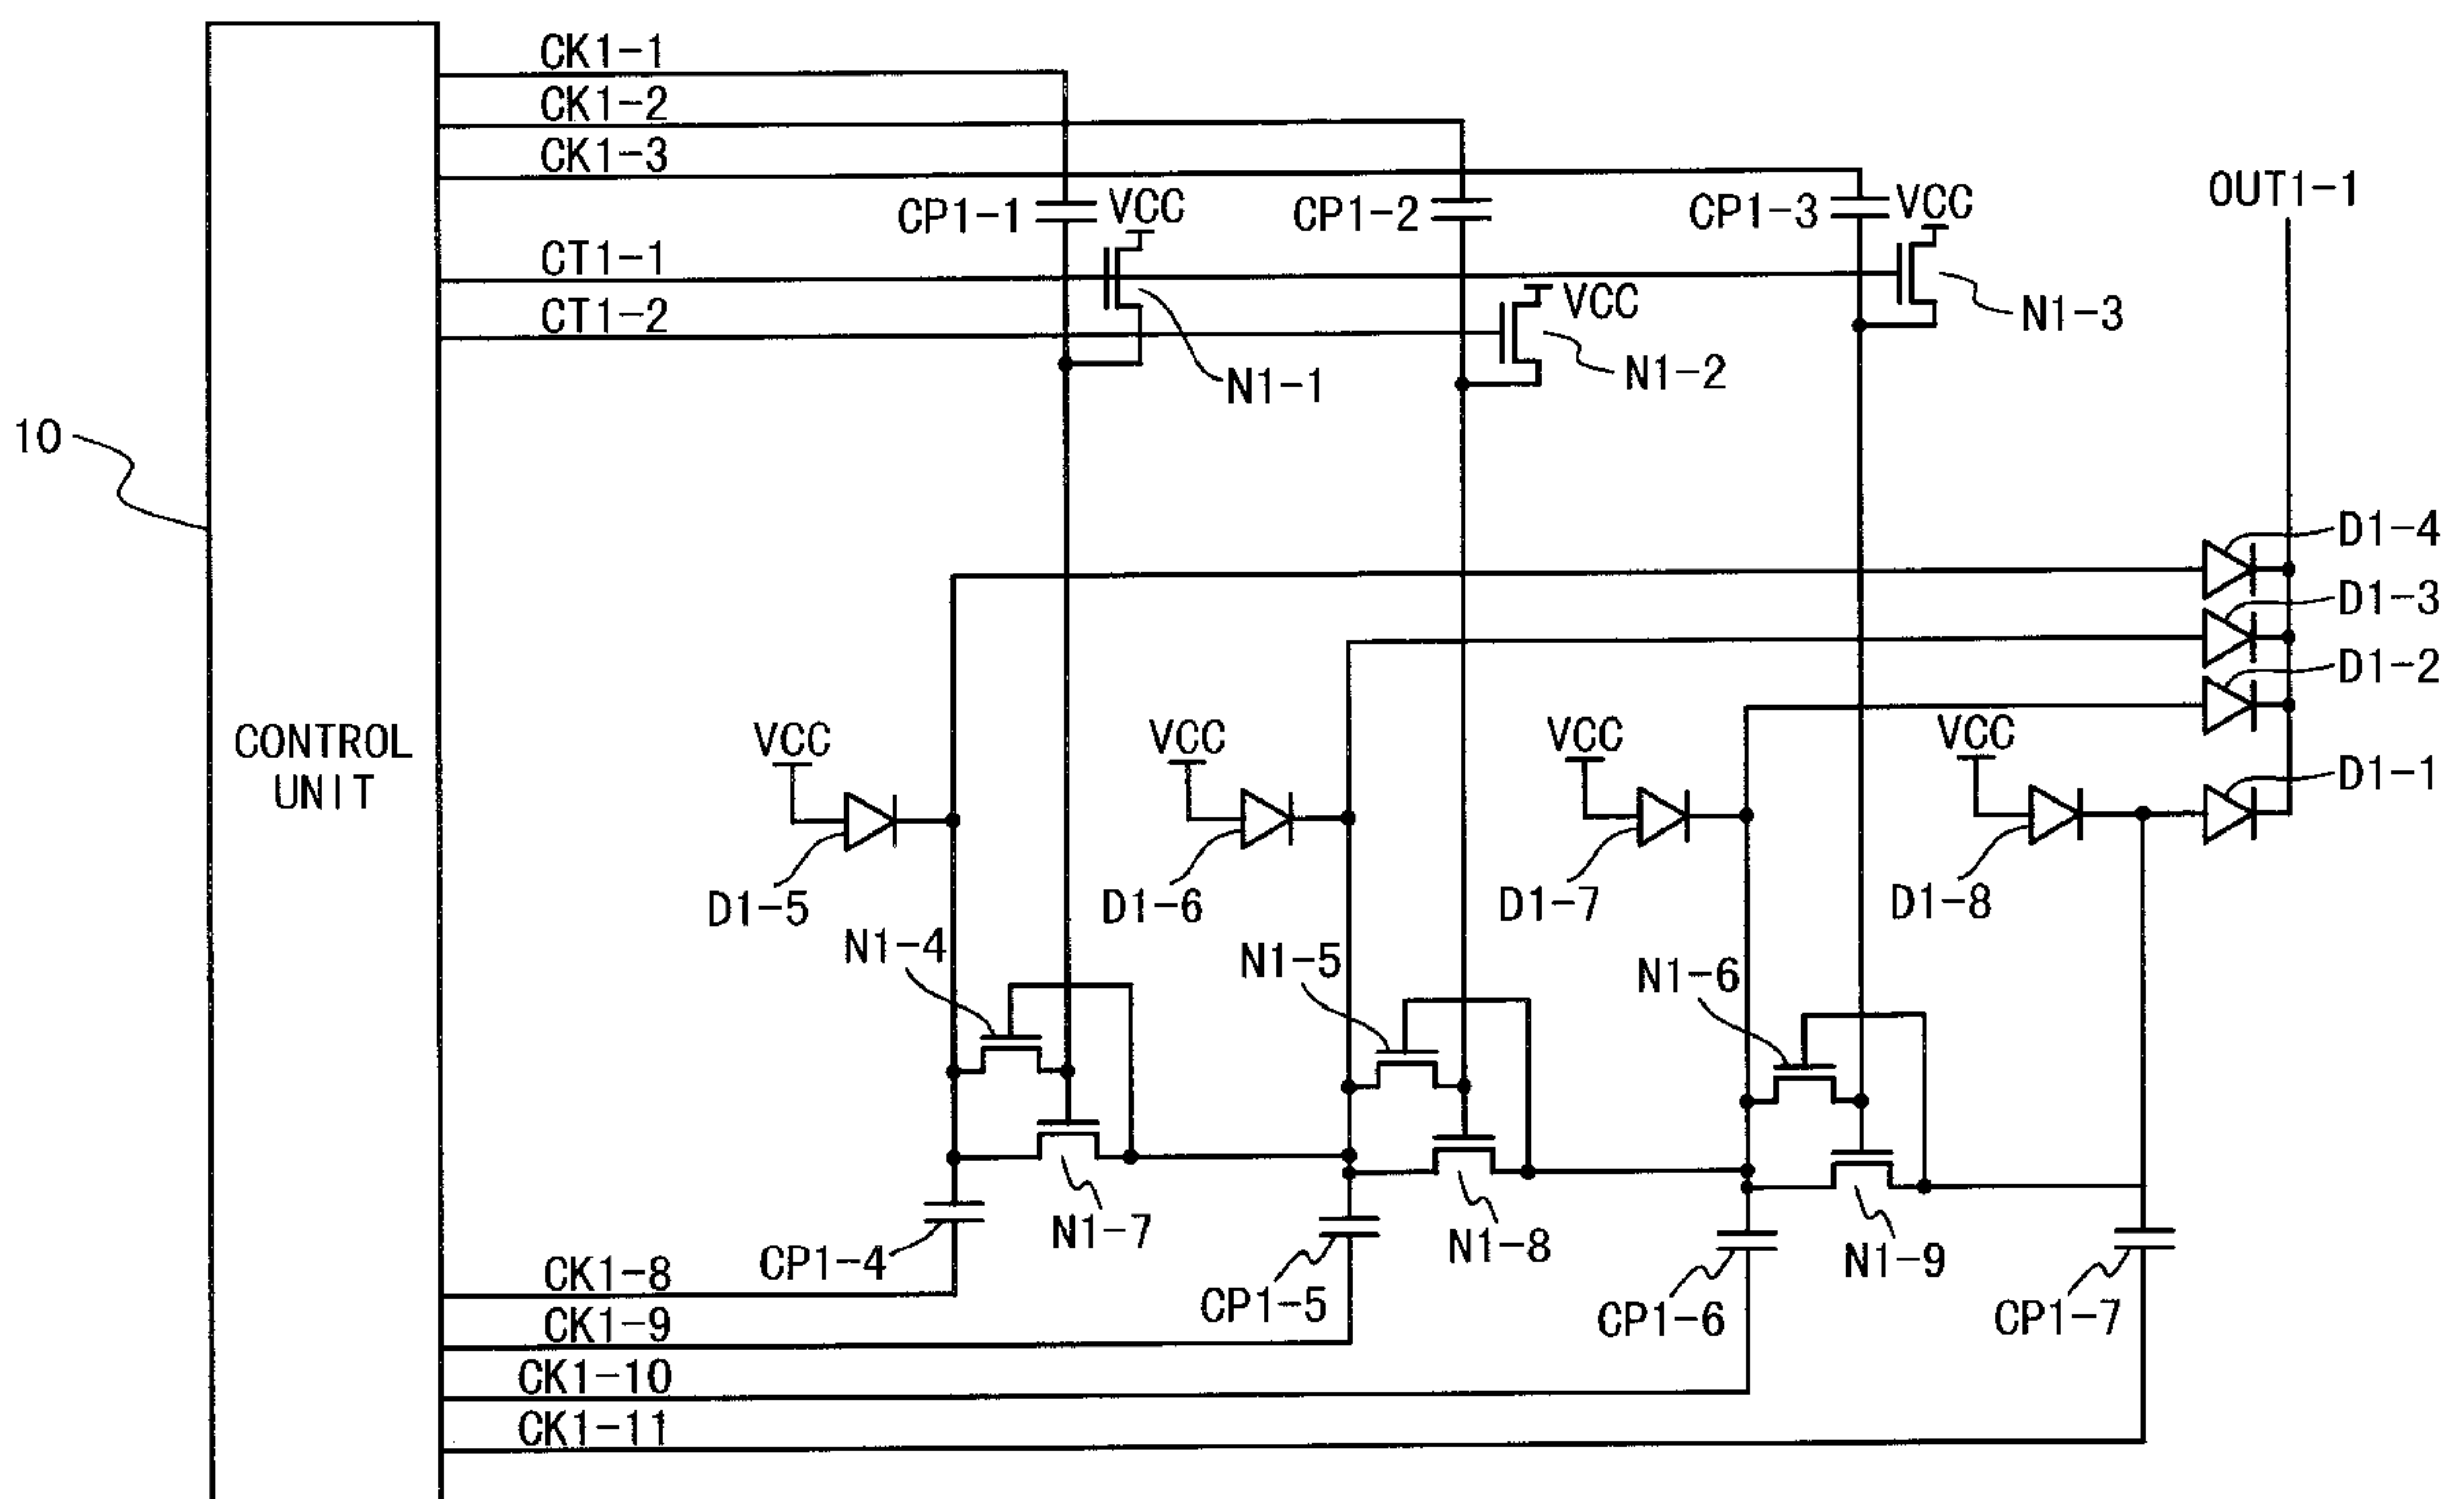 CK1-1
CK1-2
CK1-3
OUT1-1
CP1-1
VCC
CP1-2
CP1-3
VCC
CT1-1
CT1-2
VCC
N1-3
N1-1
N1-2
10
D1-4
D1-3
D1-2
D1-1
CONTROL
UNIT
VCC
VCC
VCC
VCC
D1-5
D1-6
D1-7
D1-8
N1-4
N1-5
N1-6
N1-7
N1-8
N1-9
CP1-4
CP1-5
CP1-6
CP1-7
CK1-8
CK1-9
CK1-10
CK1-11